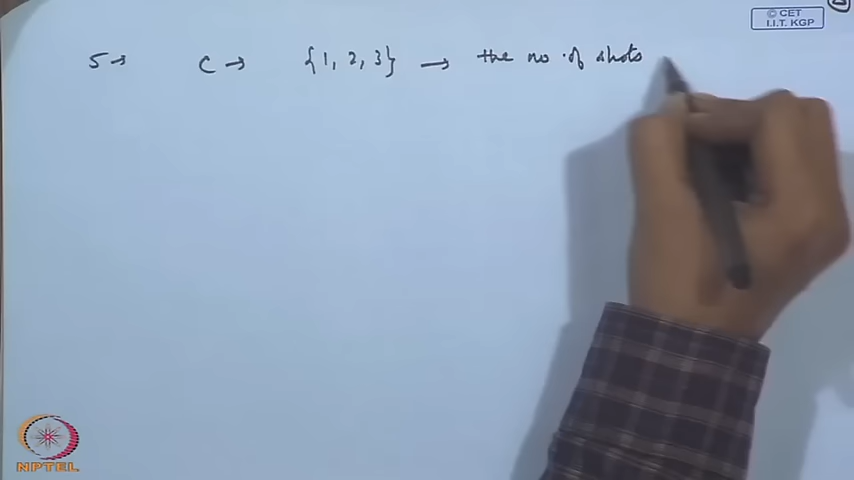 © CET
I.I.T. KGP
5→ C → {1, 2, 3} → the no. of shots
NPTEL